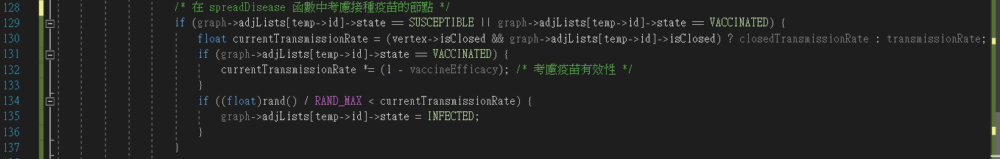 128 /* 在 spreadDisease 函數中考慮接種疫苗的節點 */
129 if (graph->adjLists[temp->id]->state == SUSCEPTIBLE || graph->adjLists[temp->id]->state == VACCINATED) {
130 float currentTransmissionRate = (vertex->isClosed && graph->adjLists[temp->id]->isClosed) ? closedTransmissionRate : transmissionRate;
131 if (graph->adjLists[temp->id]->state == VACCINATED) {
132 currentTransmissionRate *= (1 - vaccineEfficacy); /* 考慮疫苗有效性 */
133 }
134 if ((float)rand() / RAND_MAX < currentTransmissionRate) {
135 graph->adjLists[temp->id]->state = INFECTED;
136 }
137 }